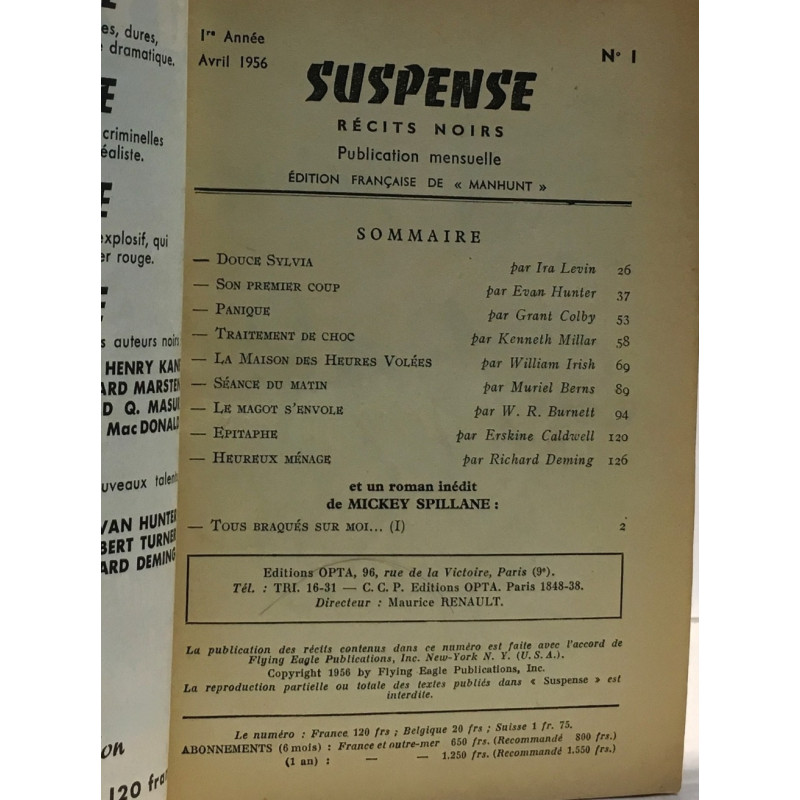 es, dures,
dramatique.
criminelles
éaliste.
explosif, qui
er rouge.
s auteurs noirs
HENRY KAN
ARD MARSTEN
D Q. MASUR
MacDONALD
uveaux talents
VAN HUNTER
BERT TURNER
ARD DEMING
120 frac
1re Année
Avril 1956
N° 1
SUSPENSE
RÉCITS NOIRS
Publication mensuelle
ÉDITION FRANÇAISE DE « MANHUNT »
SOMMAIRE
— DOUCE SYLVIA par Ira Levin 26
— SON PREMIER COUP par Evan Hunter 37
— PANIQUE par Grant Colby 53
— TRAITEMENT DE CHOC par Kenneth Millar 58
— LA MAISON DES HEURES VOLÉES par William Irish 69
— SÉANCE DU MATIN par Muriel Berns 89
— LE MAGOT S'ENVOLE par W. R. Burnett 94
— EPITAPHE par Erskine Caldwell 120
— HEUREUX MÉNAGE par Richard Deming 126
et un roman inédit
de MICKEY SPILLANE :
— TOUS BRAQUÉS SUR MOI... (I) 2
Editions OPTA, 96, rue de la Victoire, Paris (9e).
Tél. : TRI. 16-31 — C. C. P. Editions OPTA. Paris 1848-38.
Directeur : Maurice RENAULT.
La publication des récits contenus dans ce numéro est faite avec l'accord de
Flying Eagle Publications, Inc. New-York N. Y. (U. S. A.).
Copyright 1956 by Flying Eagle Publications, Inc.
La reproduction partielle ou totale des textes publiés dans « Suspense » est
interdite.
Le numéro : France, 120 frs ; Belgique 20 frs ; Suisse 1 fr. 75.
ABONNEMENTS (6 mois) : France et outre-mer 650 frs. (Recommandé 800 frs.)
(1 an) : — — 1.250 frs. (Recommandé 1.550 frs.)